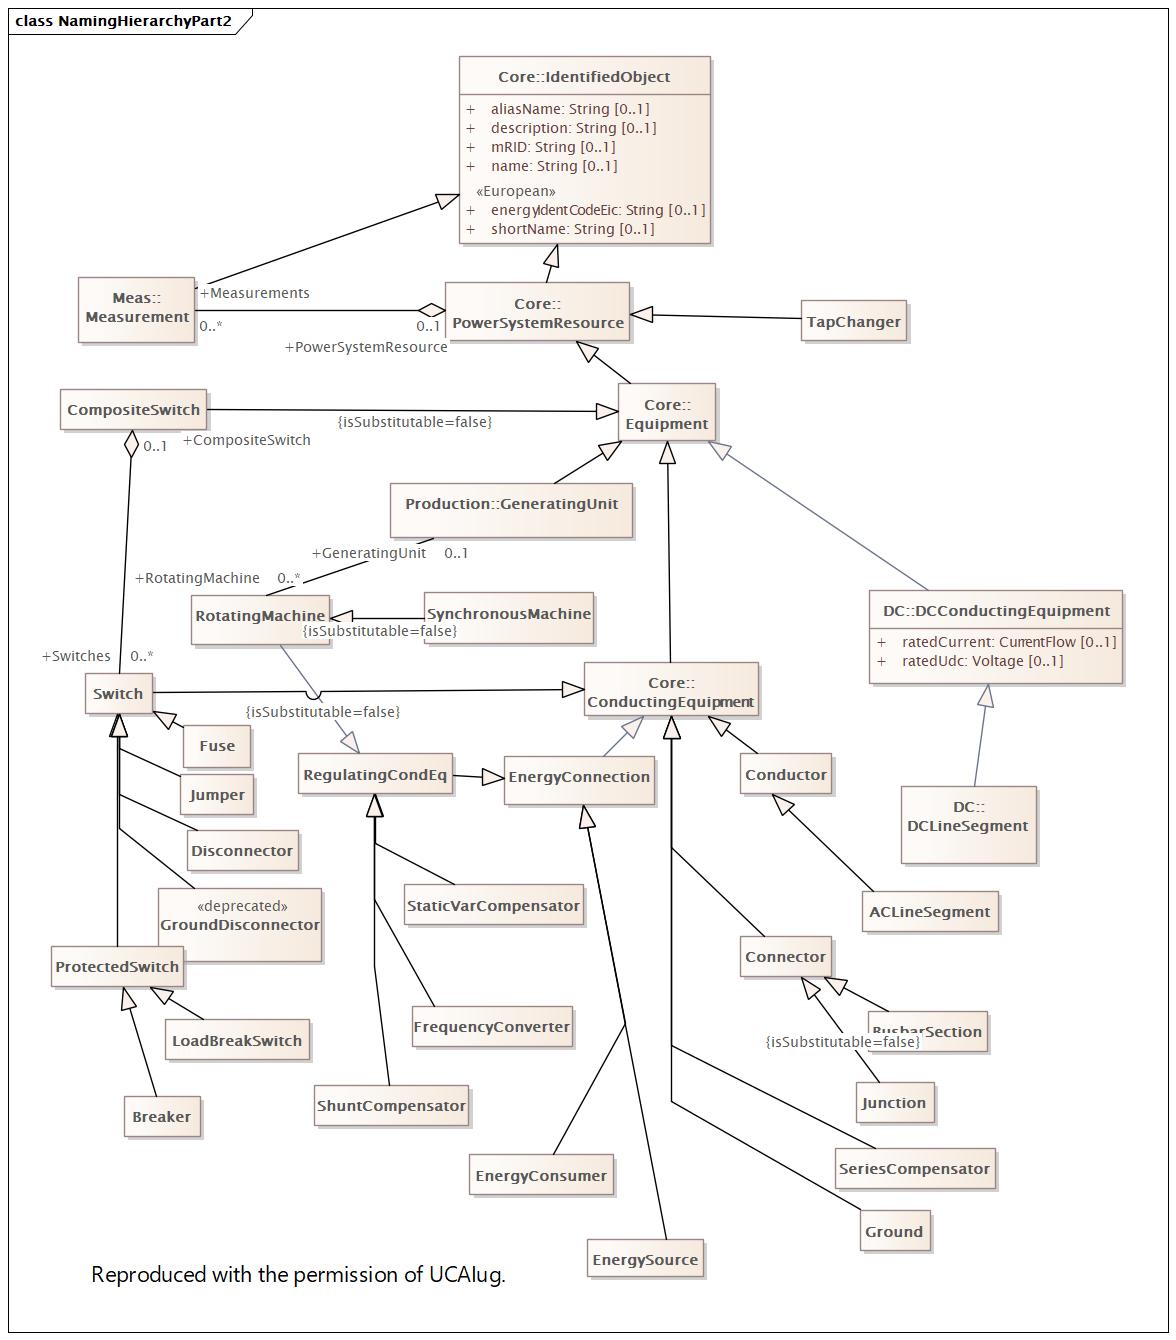 class NamingHierarchyPart2
Core::IdentifiedObject
+ aliasName: String [0..1]
+ description: String [0..1]
+ mRID: String [0..1]
+ name: String [0..1]
«European»
+ energyIdentCodeEic: String [0..1]
+ shortName: String [0..1]
Meas::
Measurement
+Measurements
0..*
0..1
+PowerSystemResource
Core::
PowerSystemResource
TapChanger
CompositeSwitch
{isSubstitutable=false}
Core::
Equipment
0..1
+CompositeSwitch
Production::GeneratingUnit
+GeneratingUnit
0..1
+RotatingMachine
0..*
RotatingMachine
SynchronousMachine
{isSubstitutable=false}
DC::DCConductingEquipment
+ ratedCurrent: CurrentFlow [0..1]
+ ratedUdc: Voltage [0..1]
+Switches
0..*
Switch
Core::
ConductingEquipment
{isSubstitutable=false}
Fuse
RegulatingCondEq
EnergyConnection
Conductor
Jumper
DC::
DCLineSegment
Disconnector
«deprecated»
GroundDisconnector
StaticVarCompensator
ACLineSegment
ProtectedSwitch
Connector
LoadBreakSwitch
FrequencyConverter
BusbarSection
{isSubstitutable=false}
Breaker
ShuntCompensator
Junction
EnergyConsumer
SeriesCompensator
Ground
EnergySource
Reproduced with the permission of UCAIug.